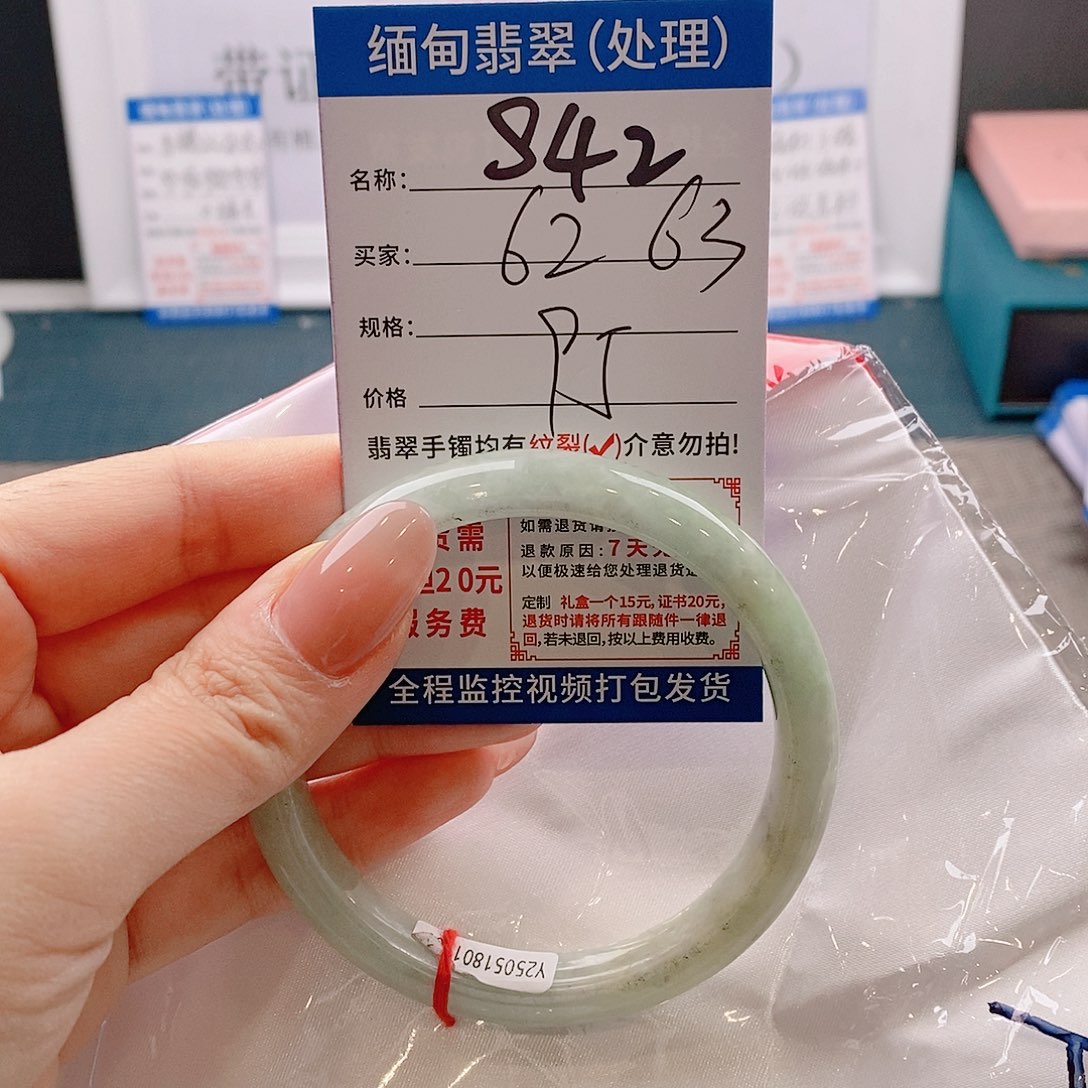 带证
缅甸翡翠(处理)
名称: 842
买家: 62 63
规格:
价格
翡翠手镯均有纹裂(✓)介意勿拍!
需
20元
服务费
如需退货请
退款原因:7天
以便极速给您处理退货
定制 礼盒一个15元,证书20元,
退货时请将所有跟随件一律退
回,若未退回,按以上费用收费。
全程监控视频打包发货
Y25051801